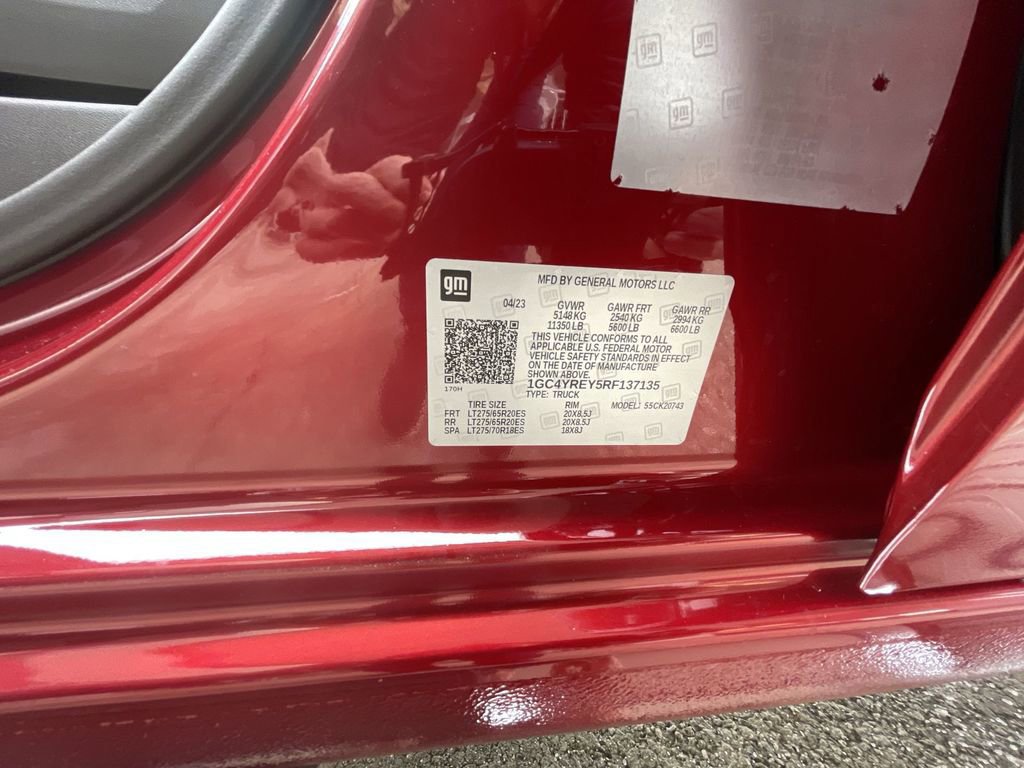 gm
MFD BY GENERAL MOTORS LLC
04/23 GVWR GAWR FRT GAWR RR
5148 KG 2540 KG 2994 KG
11350 LB 5600 LB 6600 LB
THIS VEHICLE CONFORMS TO ALL
APPLICABLE U.S. FEDERAL MOTOR
VEHICLE SAFETY STANDARDS IN EFFECT
ON THE DATE OF MANUFACTURE
SHOWN ABOVE.
170H
1GC4YREY5RF137135
TYPE: TRUCK
TIRE SIZE RIM MODEL: 55CK20743
FRT LT275/65R20ES 20X8.5J
RR LT275/65R20ES 20X8.5J
SPA LT275/70R18ES 18X8J